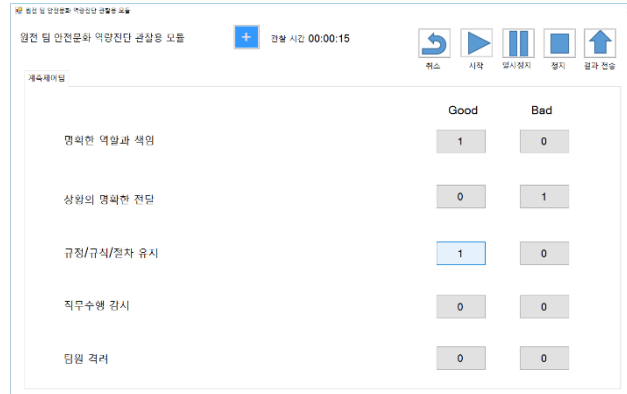 원전 팀 안전문화 역량진단 관찰용 모듈
원전 팀 안전문화 역량진단 관찰용 모듈
+
관찰 시간 00:00:15
취소 시작 일시정지 정지 결과 전송
계측제어팀
Good Bad
명확한 역할과 책임 1 0
상황의 명확한 전달 0 1
규정/규식/절차 유지 1 0
직무수행 감시 0 0
팀원 격려 0 0